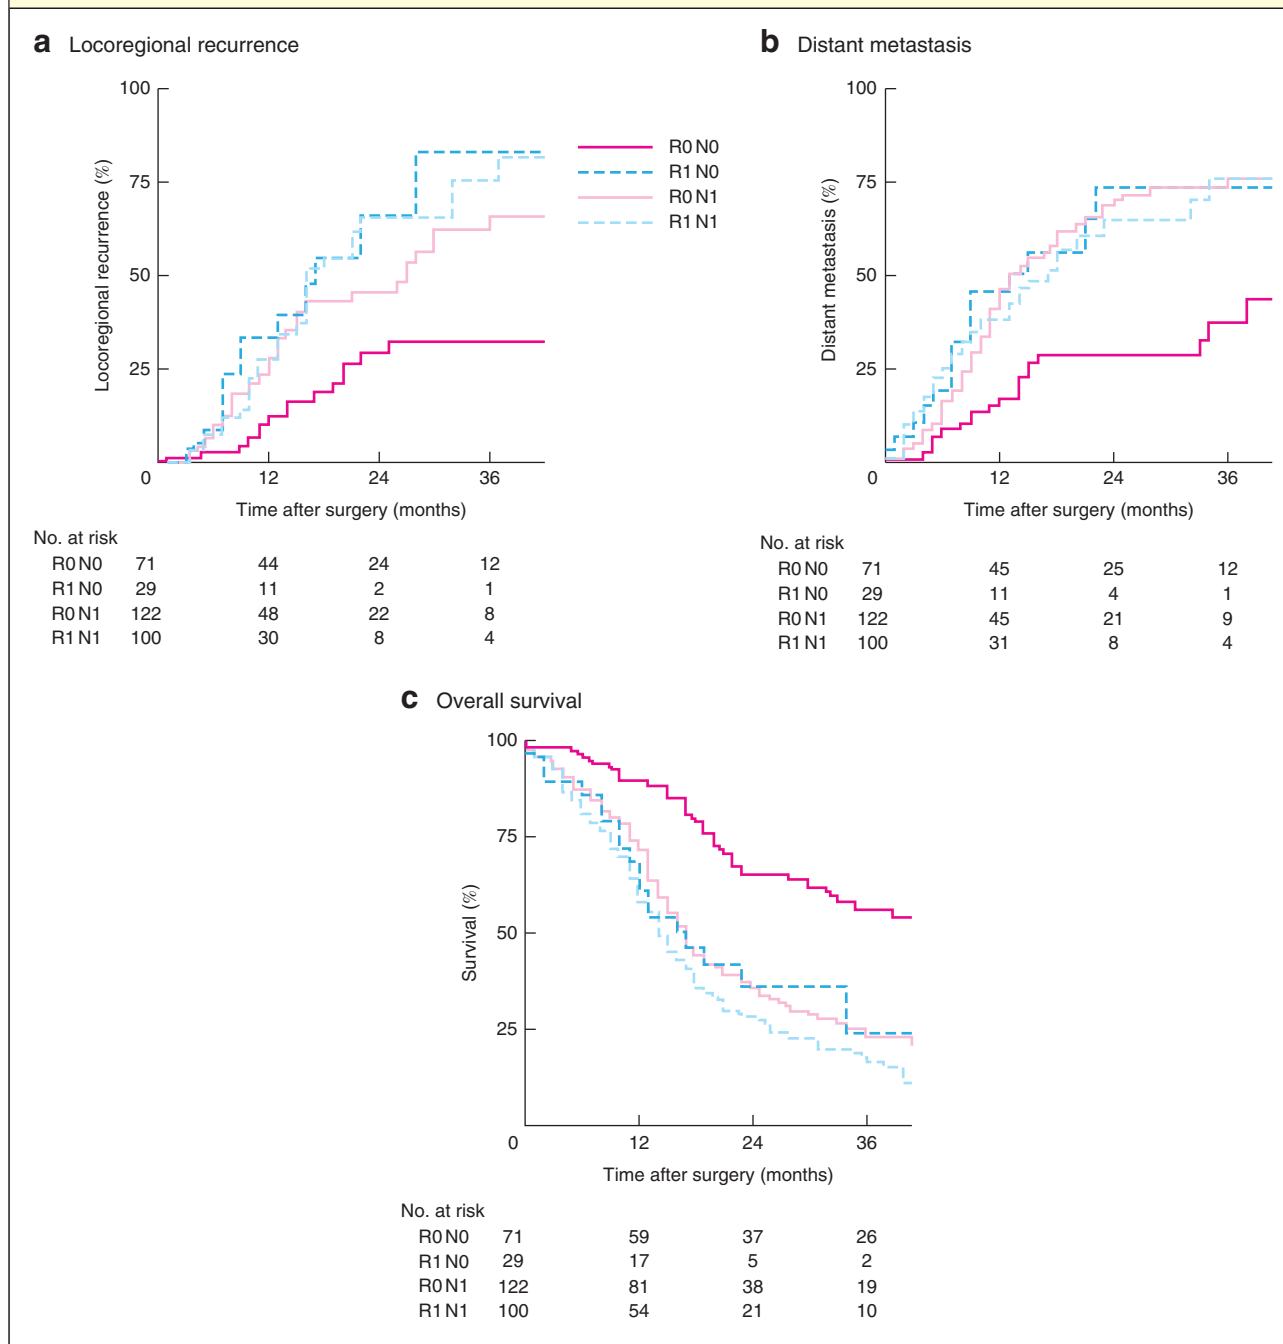 a Locoregional recurrence
100
75
50
25
0
12 24 36
Locoregional recurrence (%)
Time after surgery (months)
R0 N0
R1 N0
R0 N1
R1 N1
No. at risk
R0 N0 71 44 24 12
R1 N0 29 11 2 1
R0 N1 122 48 22 8
R1 N1 100 30 8 4
b Distant metastasis
100
75
50
25
0
12 24 36
Distant metastasis (%)
Time after surgery (months)
No. at risk
R0 N0 71 45 25 12
R1 N0 29 11 4 1
R0 N1 122 45 21 9
R1 N1 100 31 8 4
c Overall survival
100
75
50
25
0
12 24 36
Survival (%)
Time after surgery (months)
No. at risk
R0 N0 71 59 37 26
R1 N0 29 17 5 2
R0 N1 122 81 38 19
R1 N1 100 54 21 10